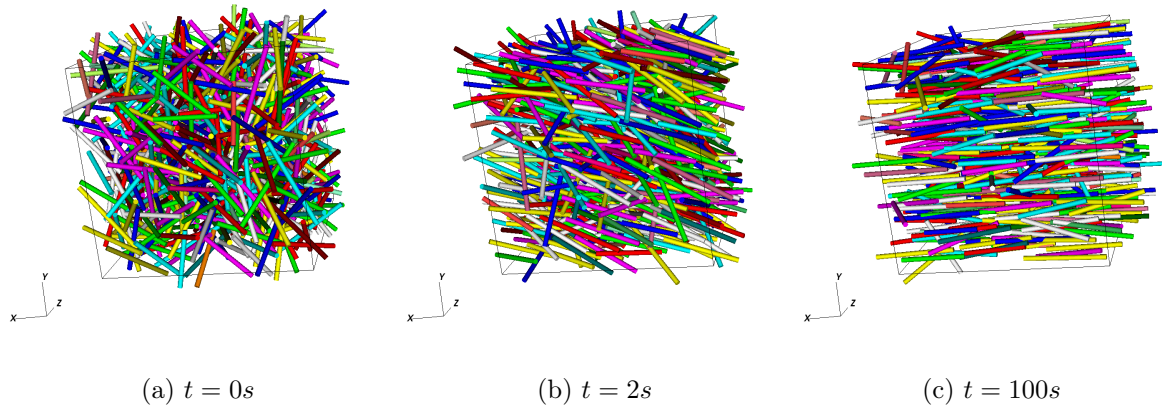 Y Y Y
Z Z Z
X X X
(a) t = 0s (b) t = 2s (c) t = 100s